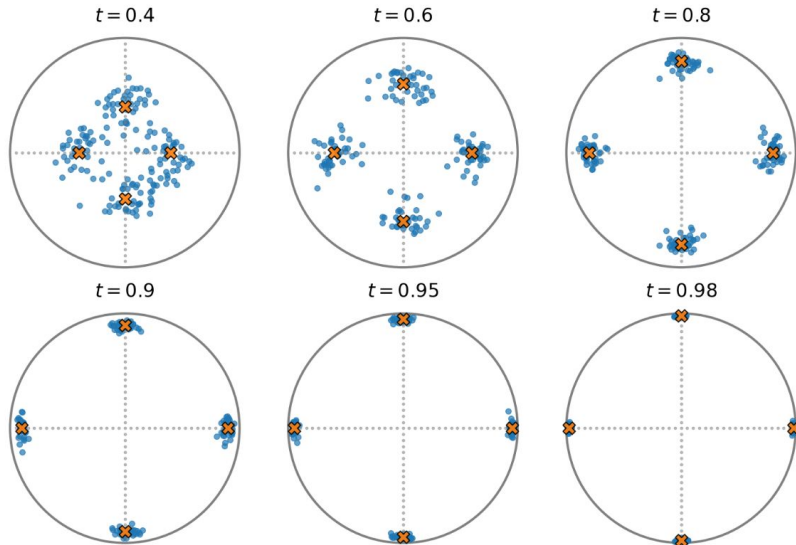 t = 0.4
t = 0.6
t = 0.8
t = 0.9
t = 0.95
t = 0.98